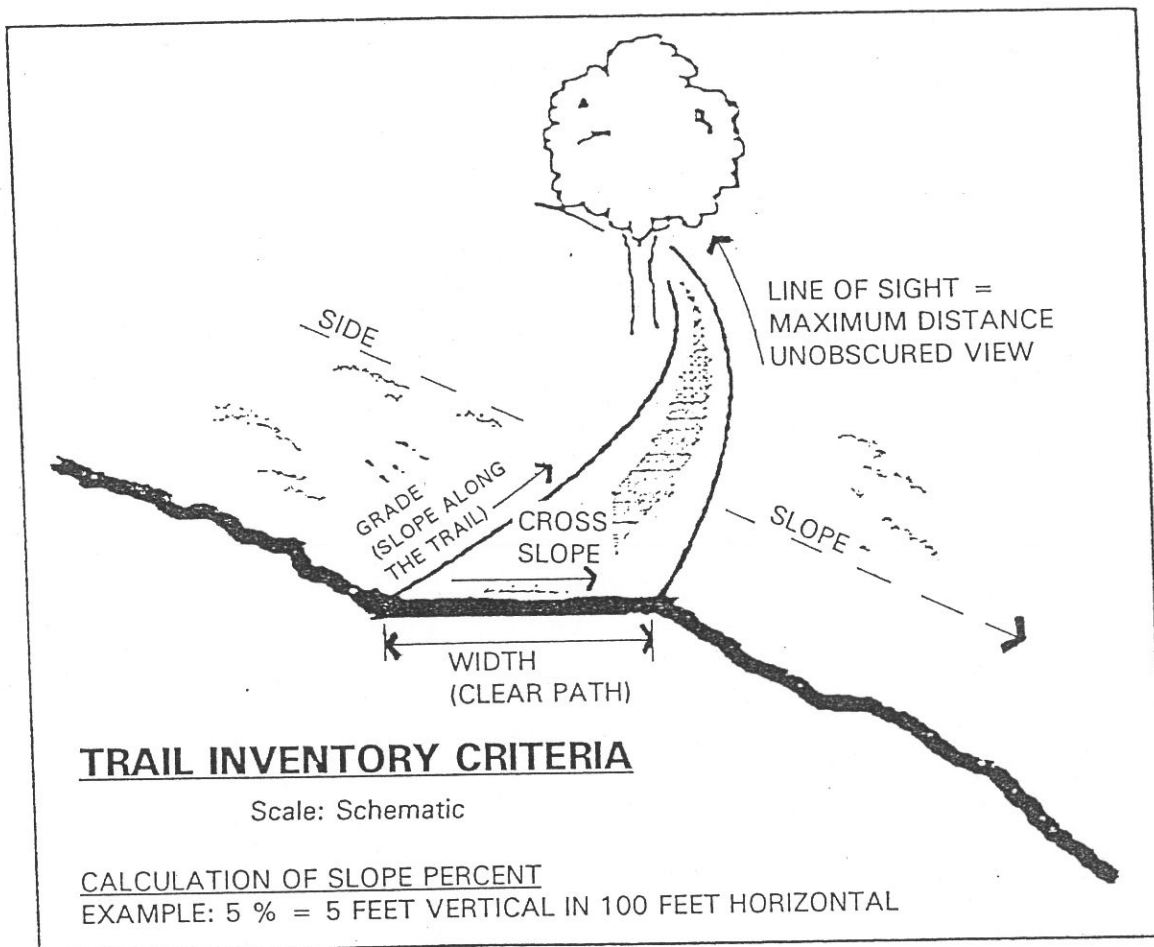 LINE OF SIGHT =
MAXIMUM DISTANCE
UNOBSCURED VIEW
SIDE
GRADE
(SLOPE ALONG
THE TRAIL)
CROSS
SLOPE
SLOPE
WIDTH
(CLEAR PATH)
TRAIL INVENTORY CRITERIA
Scale: Schematic
CALCULATION OF SLOPE PERCENT
EXAMPLE: 5 % = 5 FEET VERTICAL IN 100 FEET HORIZONTAL